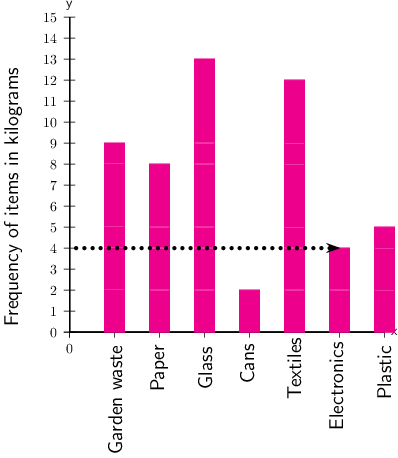 y
15
14
13
12
11
10
9
8
7
6
5
4
3
2
1
0
Frequency of items in kilograms
0
x
Garden waste
Paper
Glass
Cans
Textiles
Electronics
Plastic